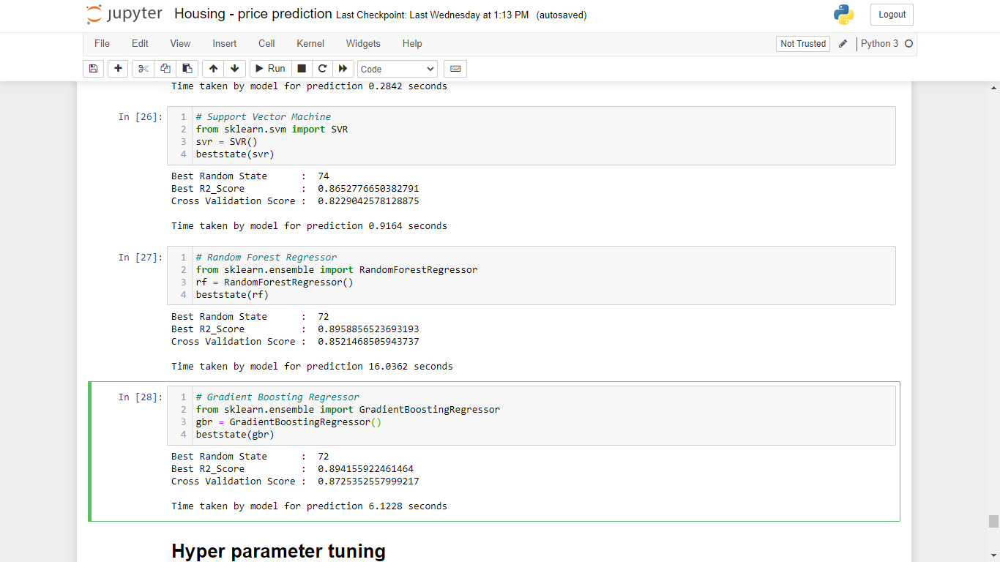 jupyter Housing - price prediction Last Checkpoint: Last Wednesday at 1:13 PM (autosaved)
Logout
File Edit View Insert Cell Kernel Widgets Help
Not Trusted
Python 3
Run
Code
Time taken by model for prediction 0.2842 seconds
In [26]:
1 # Support Vector Machine
2 from sklearn.svm import SVR
3 svr = SVR()
4 beststate(svr)
Best Random State : 74
Best R2_Score : 0.8652776650382791
Cross Validation Score : 0.8229042578128875
Time taken by model for prediction 0.9164 seconds
In [27]:
1 # Random Forest Regressor
2 from sklearn.ensemble import RandomForestRegressor
3 rf = RandomForestRegressor()
4 beststate(rf)
Best Random State : 72
Best R2_Score : 0.8958856523693193
Cross Validation Score : 0.8521468505943737
Time taken by model for prediction 16.0362 seconds
In [28]:
1 # Gradient Boosting Regressor
2 from sklearn.ensemble import GradientBoostingRegressor
3 gbr = GradientBoostingRegressor()
4 beststate(gbr)
Best Random State : 72
Best R2_Score : 0.894155922461464
Cross Validation Score : 0.8725352557999217
Time taken by model for prediction 6.1228 seconds
Hyper parameter tuning